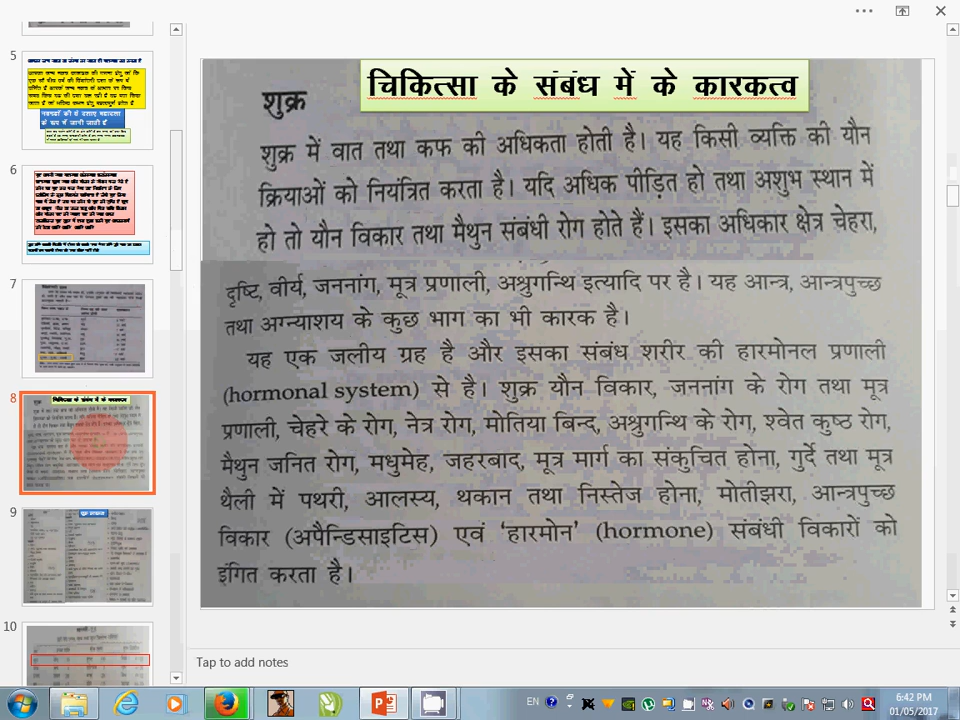 5
6
7
8
9
10
चिकित्सा के संबंध में के कारकत्व
शुक्र
शुक्र में वात तथा कफ की अधिकता होती है। यह किसी व्यक्ति की यौन
क्रियाओं को नियंत्रित करता है। यदि अधिक पीड़ित हो तथा अशुभ स्थान में
हो तो यौन विकार तथा मैथुन संबंधी रोग होते हैं। इसका अधिकार क्षेत्र चेहरा,
दृष्टि, वीर्य, जननांग, मूत्र प्रणाली, अश्रुगन्थि इत्यादि पर है। यह आन्त्र, आन्त्रपुच्छ
तथा अग्न्याशय के कुछ भाग का भी कारक है।
यह एक जलीय ग्रह है और इसका संबंध शरीर की हारमोनल प्रणाली
(hormonal system) से है। शुक्र यौन विकार, जननांग के रोग तथा मूत्र
प्रणाली, चेहरे के रोग, नेत्र रोग, मोतिया बिन्द, अश्रुगन्थि के रोग, श्वेत कुष्ठ रोग,
मैथुन जनित रोग, मधुमेह, जहरबाद, मूत्र मार्ग का संकुचित होना, गुर्दे तथा मूत्र
थैली में पथरी, आलस्य, थकान तथा निस्तेज होना, मोतीझरा, आन्त्रपुच्छ
विकार (अपैन्डिसाइटिस) एवं 'हारमोन' (hormone) संबंधी विकारों को
इंगित करता है।
Tap to add notes
EN
6:42 PM
01/05/2017